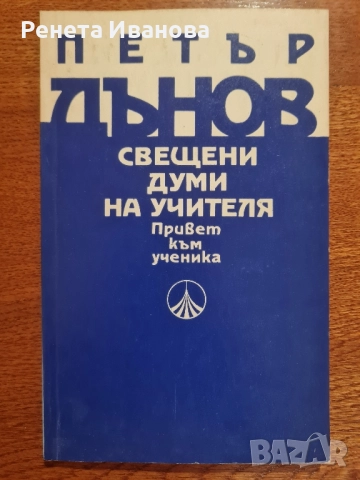 Ренета Иванова
ПЕТЪР
ДЪНОВ
СВЕЩЕНИ
ДУМИ
НА УЧИТЕЛЯ
Привет
към
ученика
BAZAR